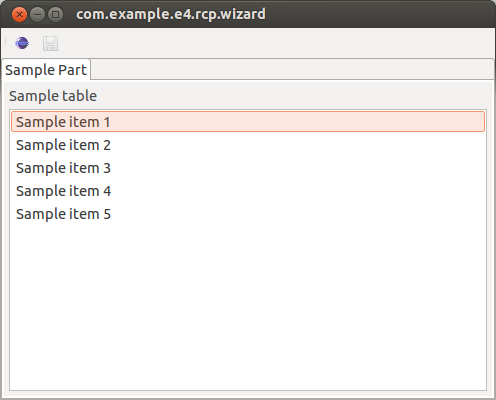 com.example.e4.rcp.wizard
Sample Part
Sample table
Sample item 1
Sample item 2
Sample item 3
Sample item 4
Sample item 5